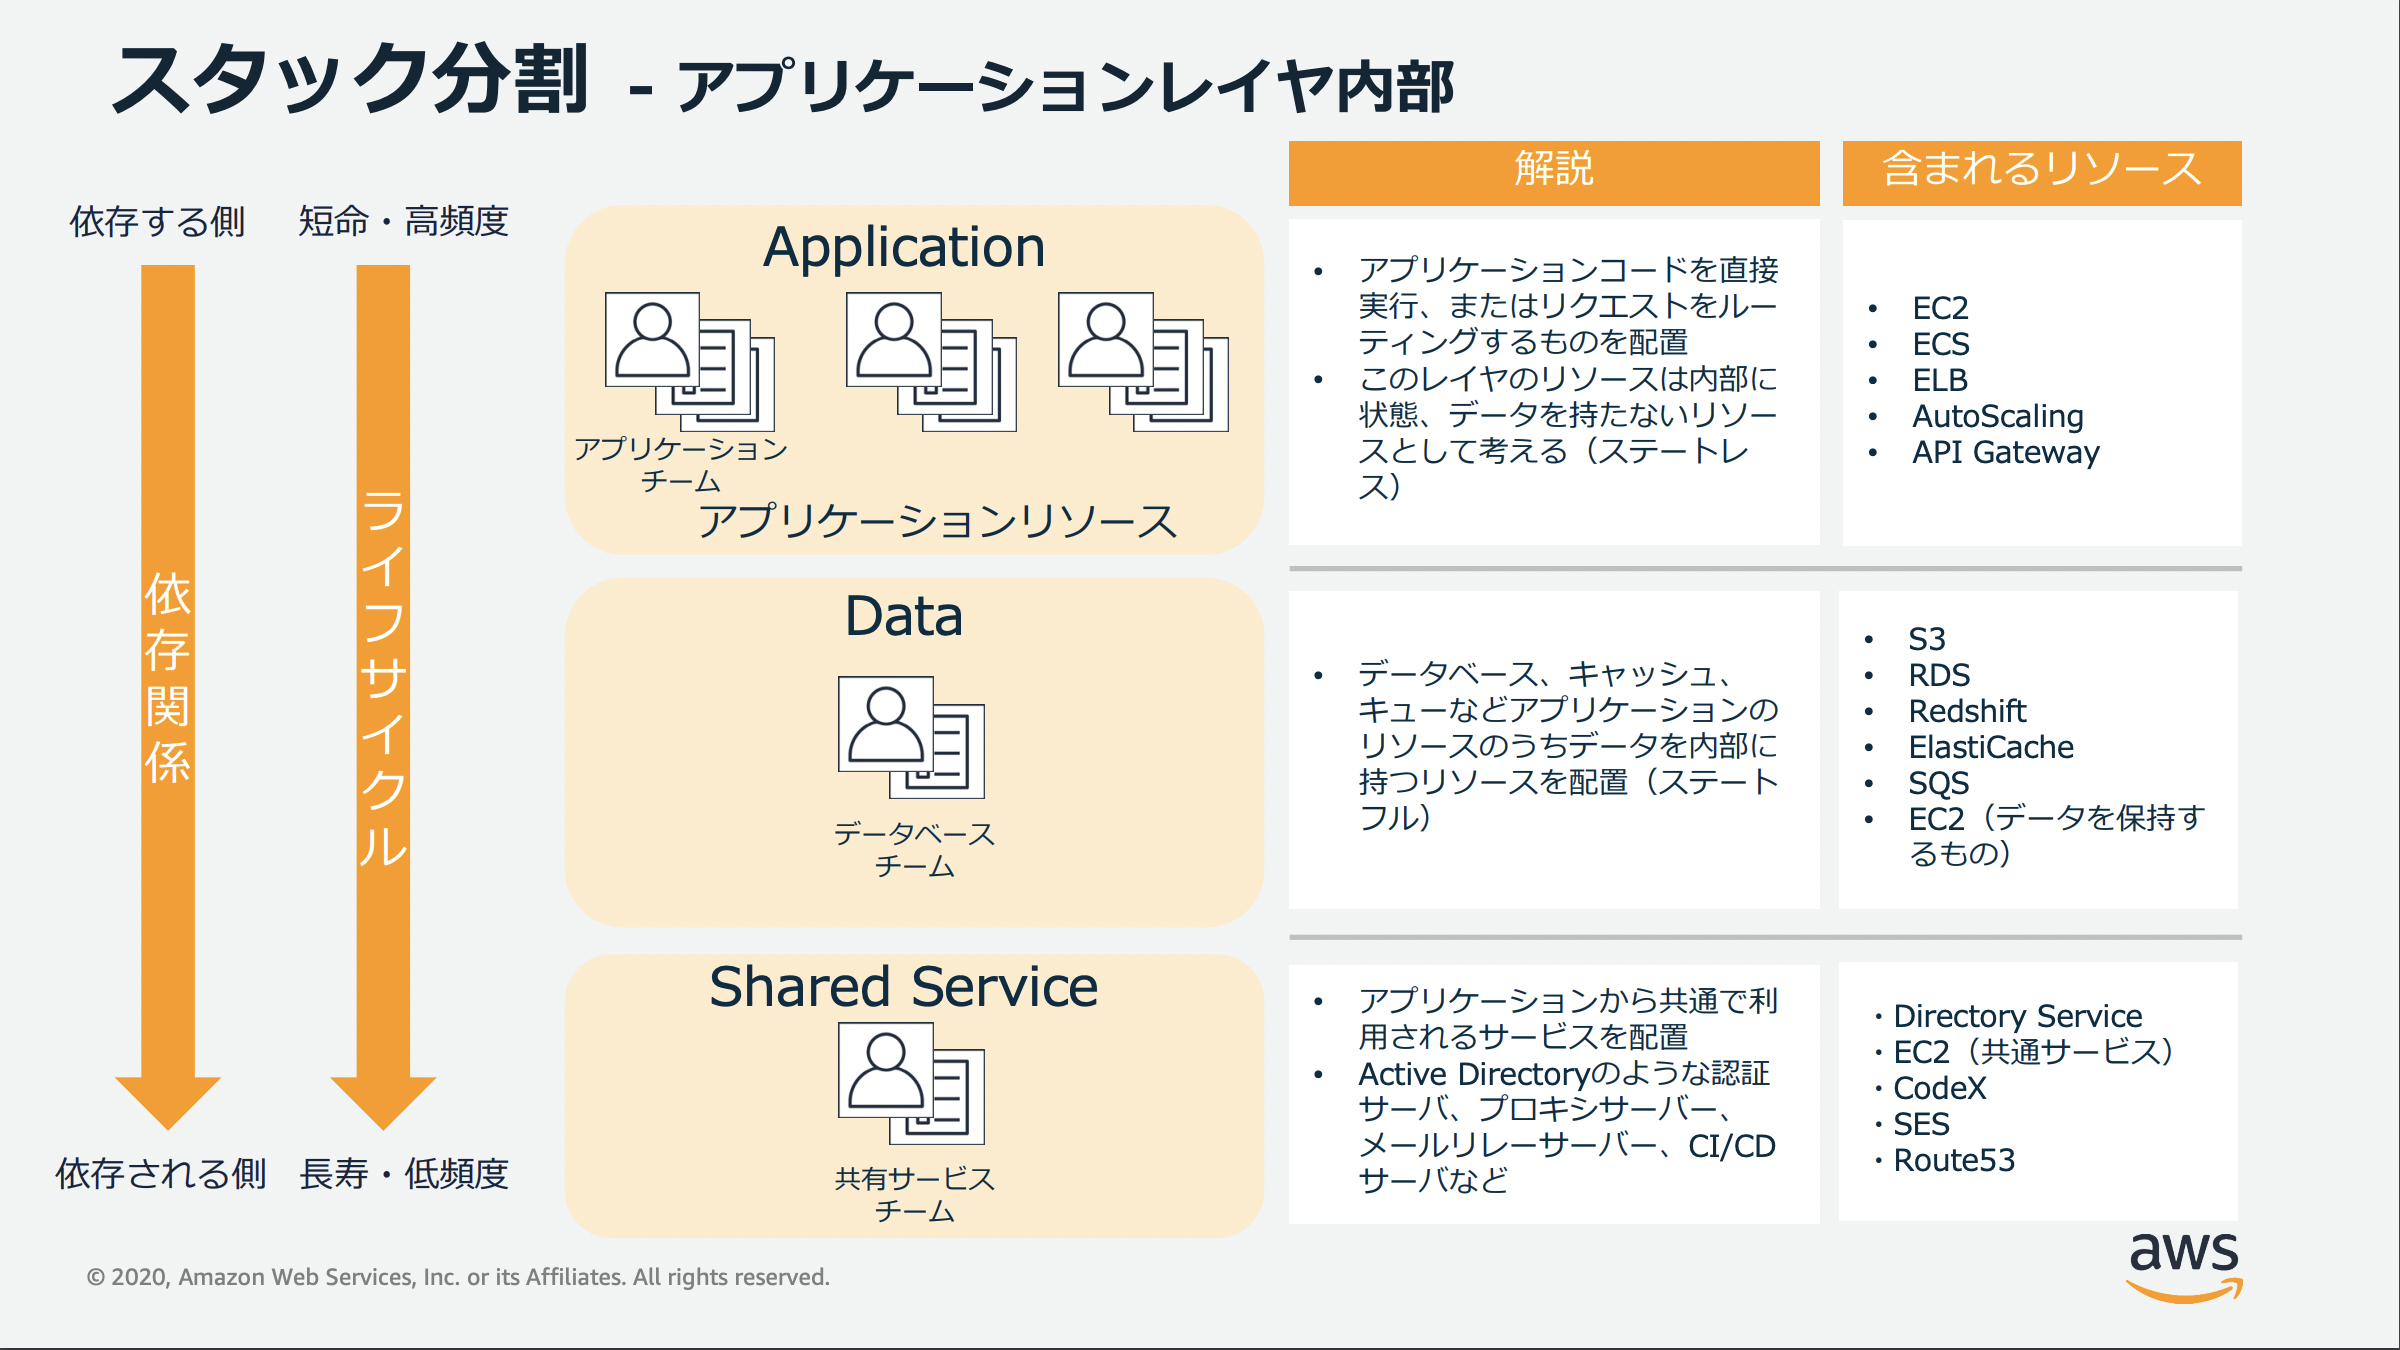 スタック分割 - アプリケーションレイヤ内部
解説
含まれるリソース
依存する側
短命・高頻度
依存関係
ライフサイクル
依存される側
長寿・低頻度
Application
アプリケーション
チーム
アプリケーションリソース
• アプリケーションコードを直接
実行、またはリクエストをルー
ティングするものを配置
• このレイヤのリソースは内部に
状態、データを持たないリソー
スとして考える（ステートレ
ス）
• EC2
• ECS
• ELB
• AutoScaling
• API Gateway
Data
データベース
チーム
• データベース、キャッシュ、
キューなどアプリケーションの
リソースのうちデータを内部に
持つリソースを配置（ステート
フル）
• S3
• RDS
• Redshift
• ElastiCache
• SQS
• EC2（データを保持す
るもの）
Shared Service
共有サービス
チーム
• アプリケーションから共通で利
用されるサービスを配置
• Active Directoryのような認証
サーバ、プロキシサーバー、
メールリレーサーバー、CI/CD
サーバなど
・Directory Service
・EC2（共通サービス）
・CodeX
・SES
・Route53
© 2020, Amazon Web Services, Inc. or its Affiliates. All rights reserved.
aws